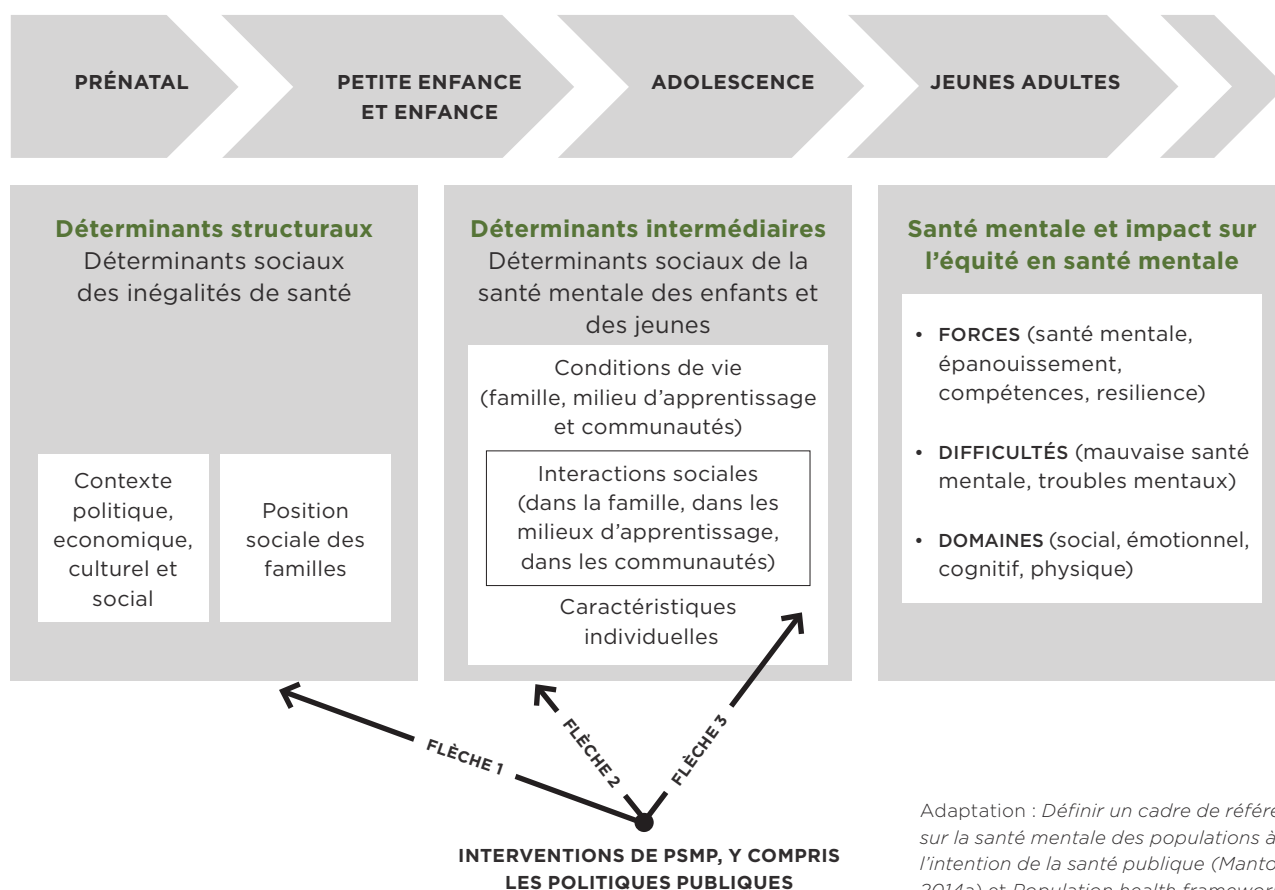 PRÉNATAL
PETITE ENFANCE
ET ENFANCE
ADOLESCENCE
JEUNES ADULTES
Déterminants structuraux
Déterminants sociaux
des inégalités de santé
Contexte
politique,
economique,
culturel et
social
Position
sociale des
familles
Déterminants intermédiaires
Déterminants sociaux de la
santé mentale des enfants et
des jeunes
Conditions de vie
(famille, milieu d'apprentissage
et communautés)
Interactions sociales
(dans la famille, dans les
milieux d'apprentissage,
dans les communautés)
Caractéristiques
individuelles
Santé mentale et impact sur
l'équité en santé mentale
• FORCES (santé mentale,
épanouissement,
compétences, resilience)
• DIFFICULTÉS (mauvaise santé
mentale, troubles mentaux)
• DOMAINES (social, émotionnel,
cognitif, physique)
FLÈCHE 1
FLÈCHE 2
FLÈCHE 3
INTERVENTIONS DE PSMP, Y COMPRIS
LES POLITIQUES PUBLIQUES
Adaptation : Définir un cadre de
sur la santé mentale des populations à
l'intention de la santé publique
2014a) et Population health